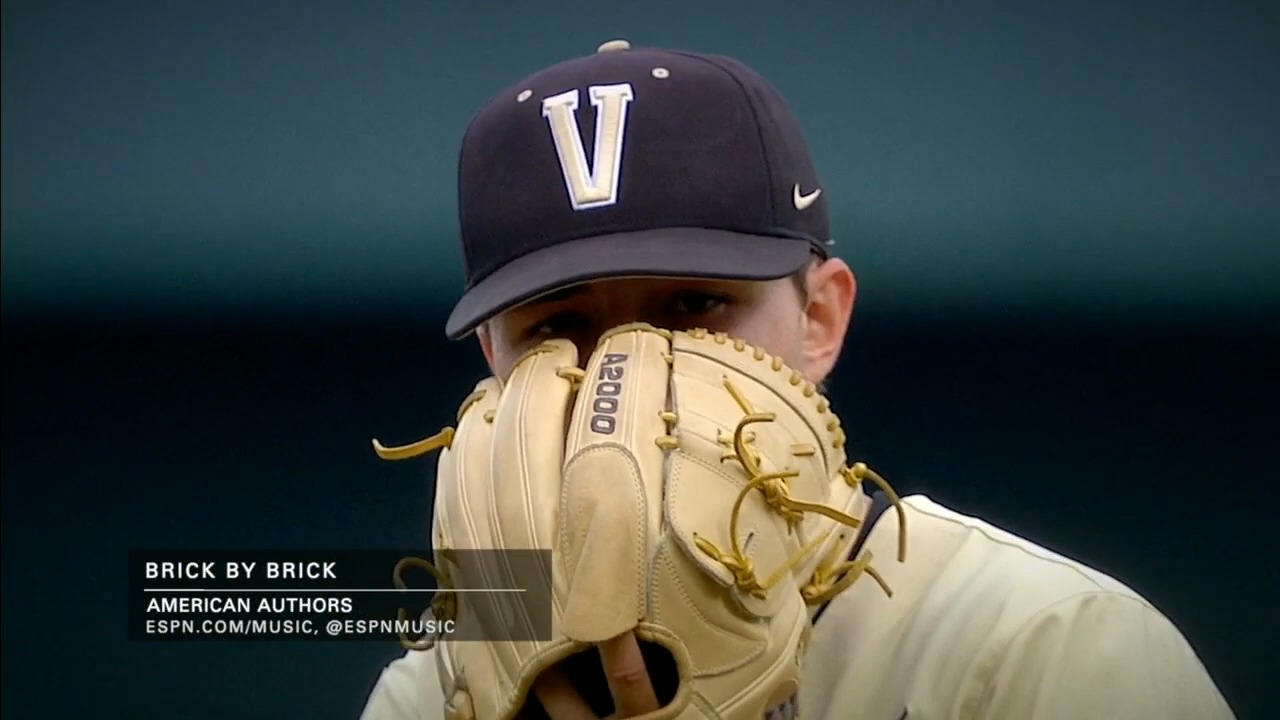 V
A2000
BRICK BY BRICK
AMERICAN AUTHORS
ESPN.COM/MUSIC, @ESPNMUSIC